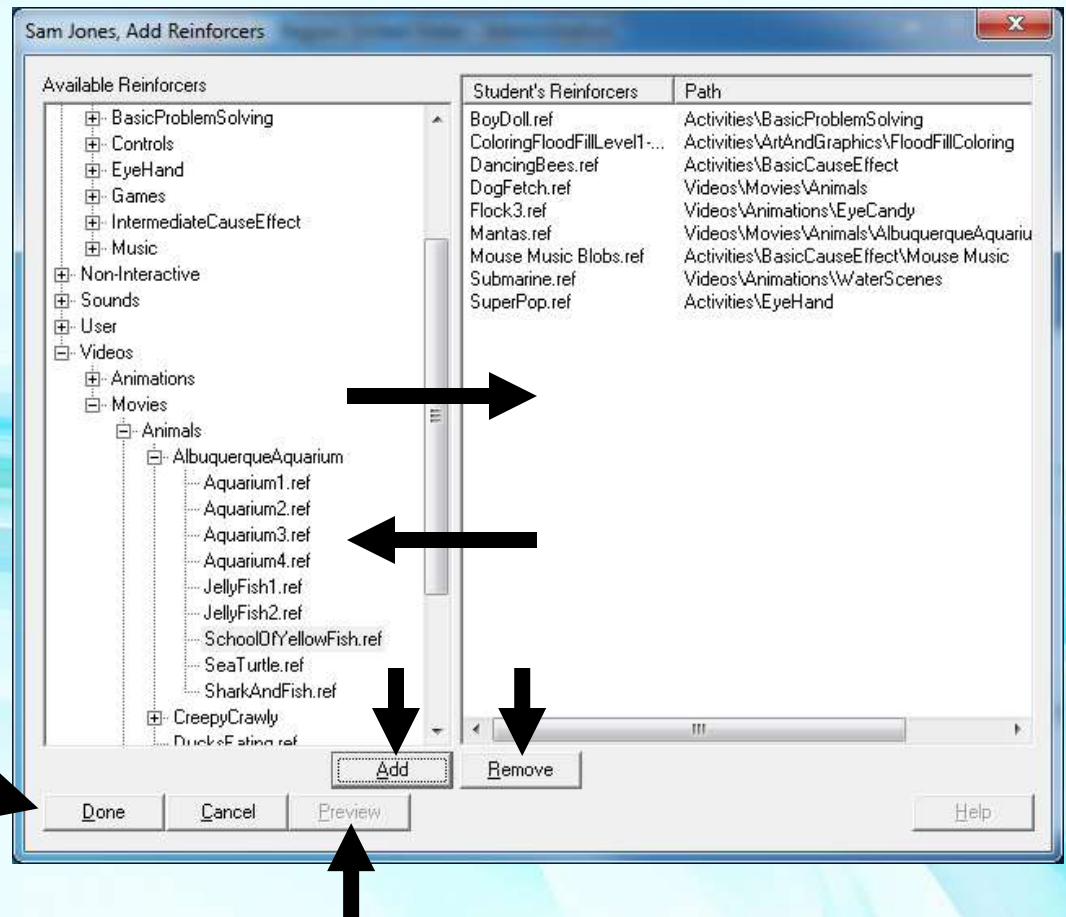 Sam Jones, Add Reinforcers
Available Reinforcers
BasicProblemSolving
Controls
EyeHand
Games
IntermediateCauseEffect
Music
Non-Interactive
Sounds
User
Videos
Animations
Movies
Animals
AlbuquerqueAquarium
Aquarium1.ref
Aquarium2.ref
Aquarium3.ref
Aquarium4.ref
JellyFish1.ref
JellyFish2.ref
SchoolOfYellowFish.ref
SeaTurtle.ref
SharkAndFish.ref
CreepyCrawly
DucksEating.ref
Student's Reinforcers Path
BoyDoll.ref Activities\BasicProblemSolving
ColoringFloodFillLevel1-... Activities\ArtAndGraphics\FloodFillColoring
DancingBees.ref Activities\BasicCauseEffect
DogFetch.ref Videos\Movies\Animals
Flock3.ref Videos\Animations\EyeCandy
Mantas.ref Videos\Movies\Animals\AlbuquerqueAquariu
Mouse Music Blobs.ref Activities\BasicCauseEffect\Mouse Music
Submarine.ref Videos\Animations\WaterScenes
SuperPop.ref Activities\EyeHand
Add Remove
Done Cancel Preview Help